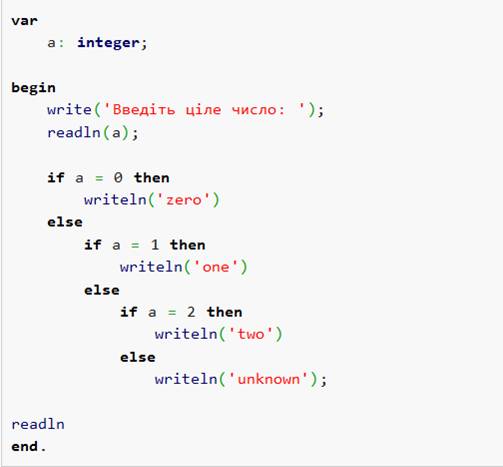 var
a: integer;
begin
write('Введіть ціле число: ');
readln(a);
if a = 0 then
writeln('zero')
else
if a = 1 then
writeln('one')
else
if a = 2 then
writeln('two')
else
writeln('unknown');
readln
end.